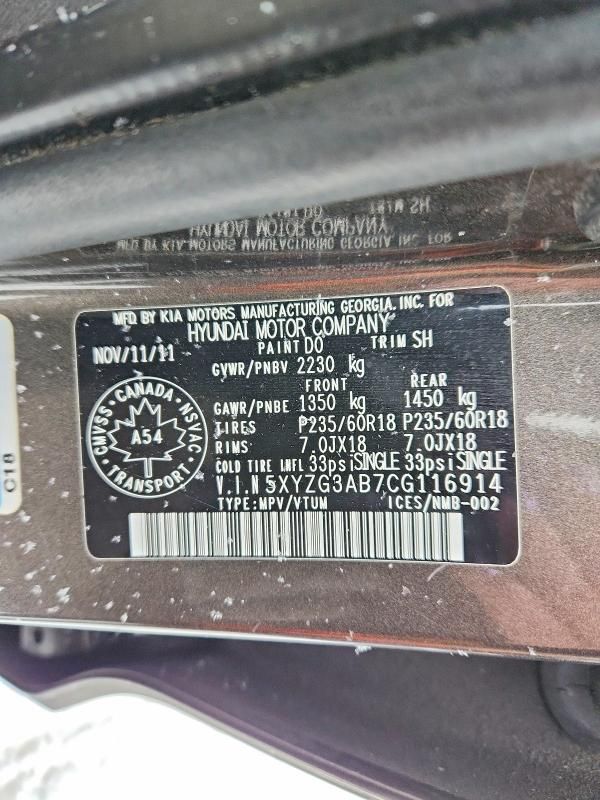 MFD BY KIA MOTORS MANUFACTURING GEORGIA, INC. FOR
HYUNDAI MOTOR COMPANY
NOV/11/11 PAINT DO TRIM SH
GVWR/PNBV 2230 kg
FRONT REAR
GAWR/PNBE 1350 kg 1450 kg
TIRES P235/60R18 P235/60R18
RIMS 7.0JX18 7.0JX18
COLD TIRE INFL 33psi SINGLE 33psi SINGLE
V.I.N 5XYZG3AB7CG116914
TYPE:MPV/VTUM ICES/NMB-002
CMVSS • CANADA • NSVAC
A54
TRANSPORT
C18